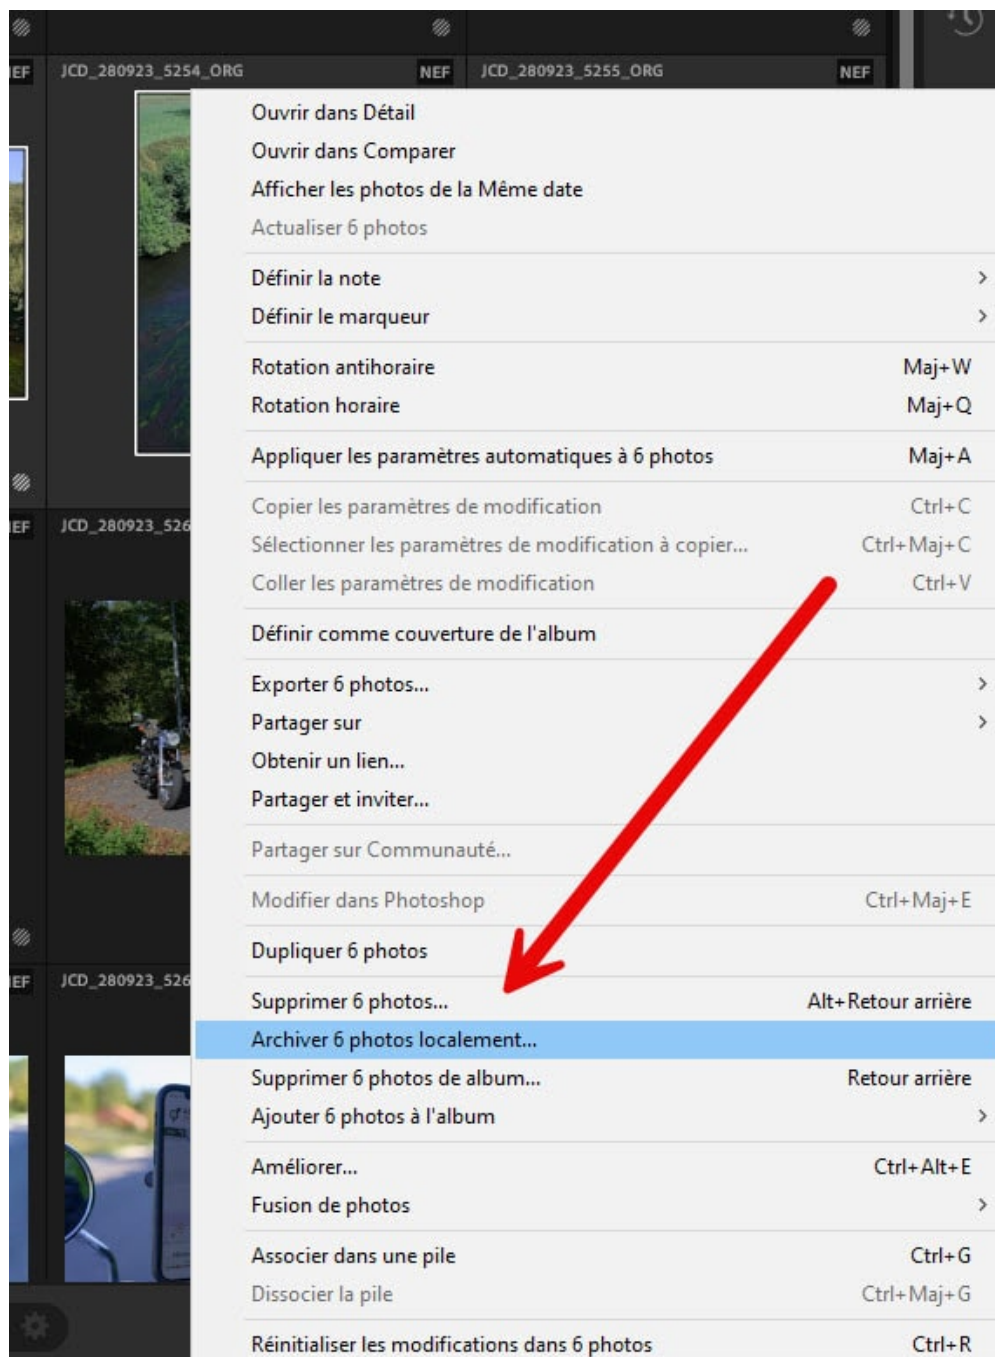 JCD_280923_5254_ORG
NEF
JCD_280923_5255_ORG
NEF
Ouvrir dans Détail
Ouvrir dans Comparer
Afficher les photos de la Même date
Actualiser 6 photos
Définir la note
Définir le marqueur
Rotation antihoraire Maj+W
Rotation horaire Maj+Q
Appliquer les paramètres automatiques à 6 photos Maj+A
Copier les paramètres de modification Ctrl+C
Sélectionner les paramètres de modification à copier... Ctrl+Maj+C
JCD_280923_526
Coller les paramètres de modification Ctrl+V
Définir comme couverture de l'album
Exporter 6 photos...
Partager sur
Obtenir un lien...
Partager et inviter...
Partager sur Communauté...
Modifier dans Photoshop Ctrl+Maj+E
Dupliquer 6 photos
JCD_280923_526
Supprimer 6 photos... Alt+Retour arrière
Archiver 6 photos localement...
Supprimer 6 photos de album... Retour arrière
Ajouter 6 photos à l'album
Améliorer... Ctrl+Alt+E
Fusion de photos
Associer dans une pile Ctrl+G
Dissocier la pile Ctrl+Maj+G
Réinitialiser les modifications dans 6 photos Ctrl+R